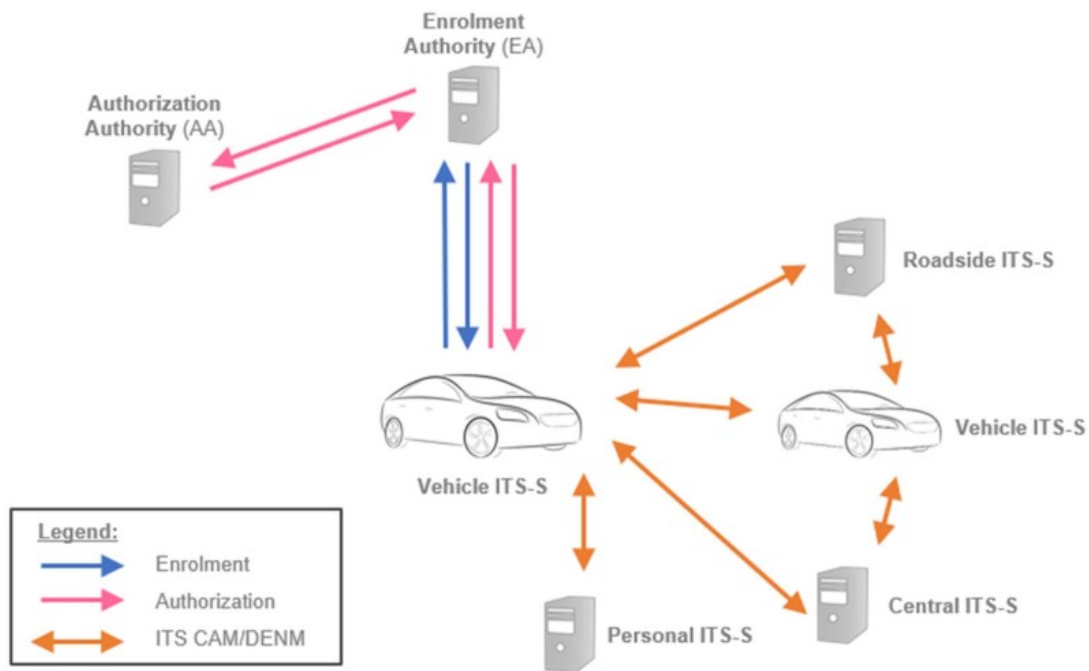 Enrolment
Authority (EA)
Authorization
Authority (AA)
Roadside ITS-S
Vehicle ITS-S
Vehicle ITS-S
Legend:
Enrolment
Authorization
ITS CAM/DENM
Personal ITS-S
Central ITS-S